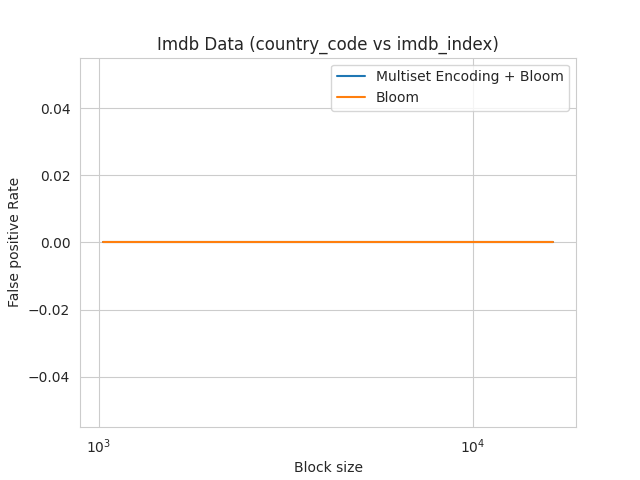 Imdb Data (country_code vs imdb_index)
Multiset Encoding + Bloom
Bloom
False positive Rate
0.04
0.02
0.00
−0.02
−0.04
10³
10⁴
Block size